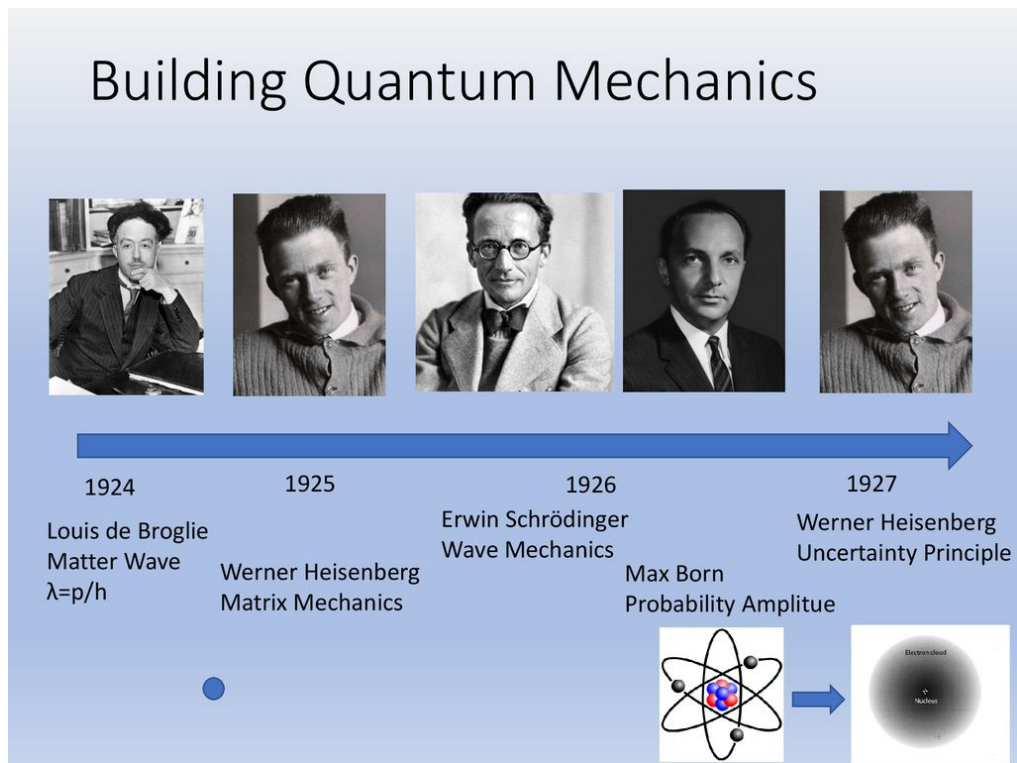 Building Quantum Mechanics
1924
1925
1926
1927
Louis de Broglie
Matter Wave
λ=p/h
Werner Heisenberg
Matrix Mechanics
Erwin Schrödinger
Wave Mechanics
Max Born
Probability Amplitue
Werner Heisenberg
Uncertainty Principle
Electron cloud
Nucleus